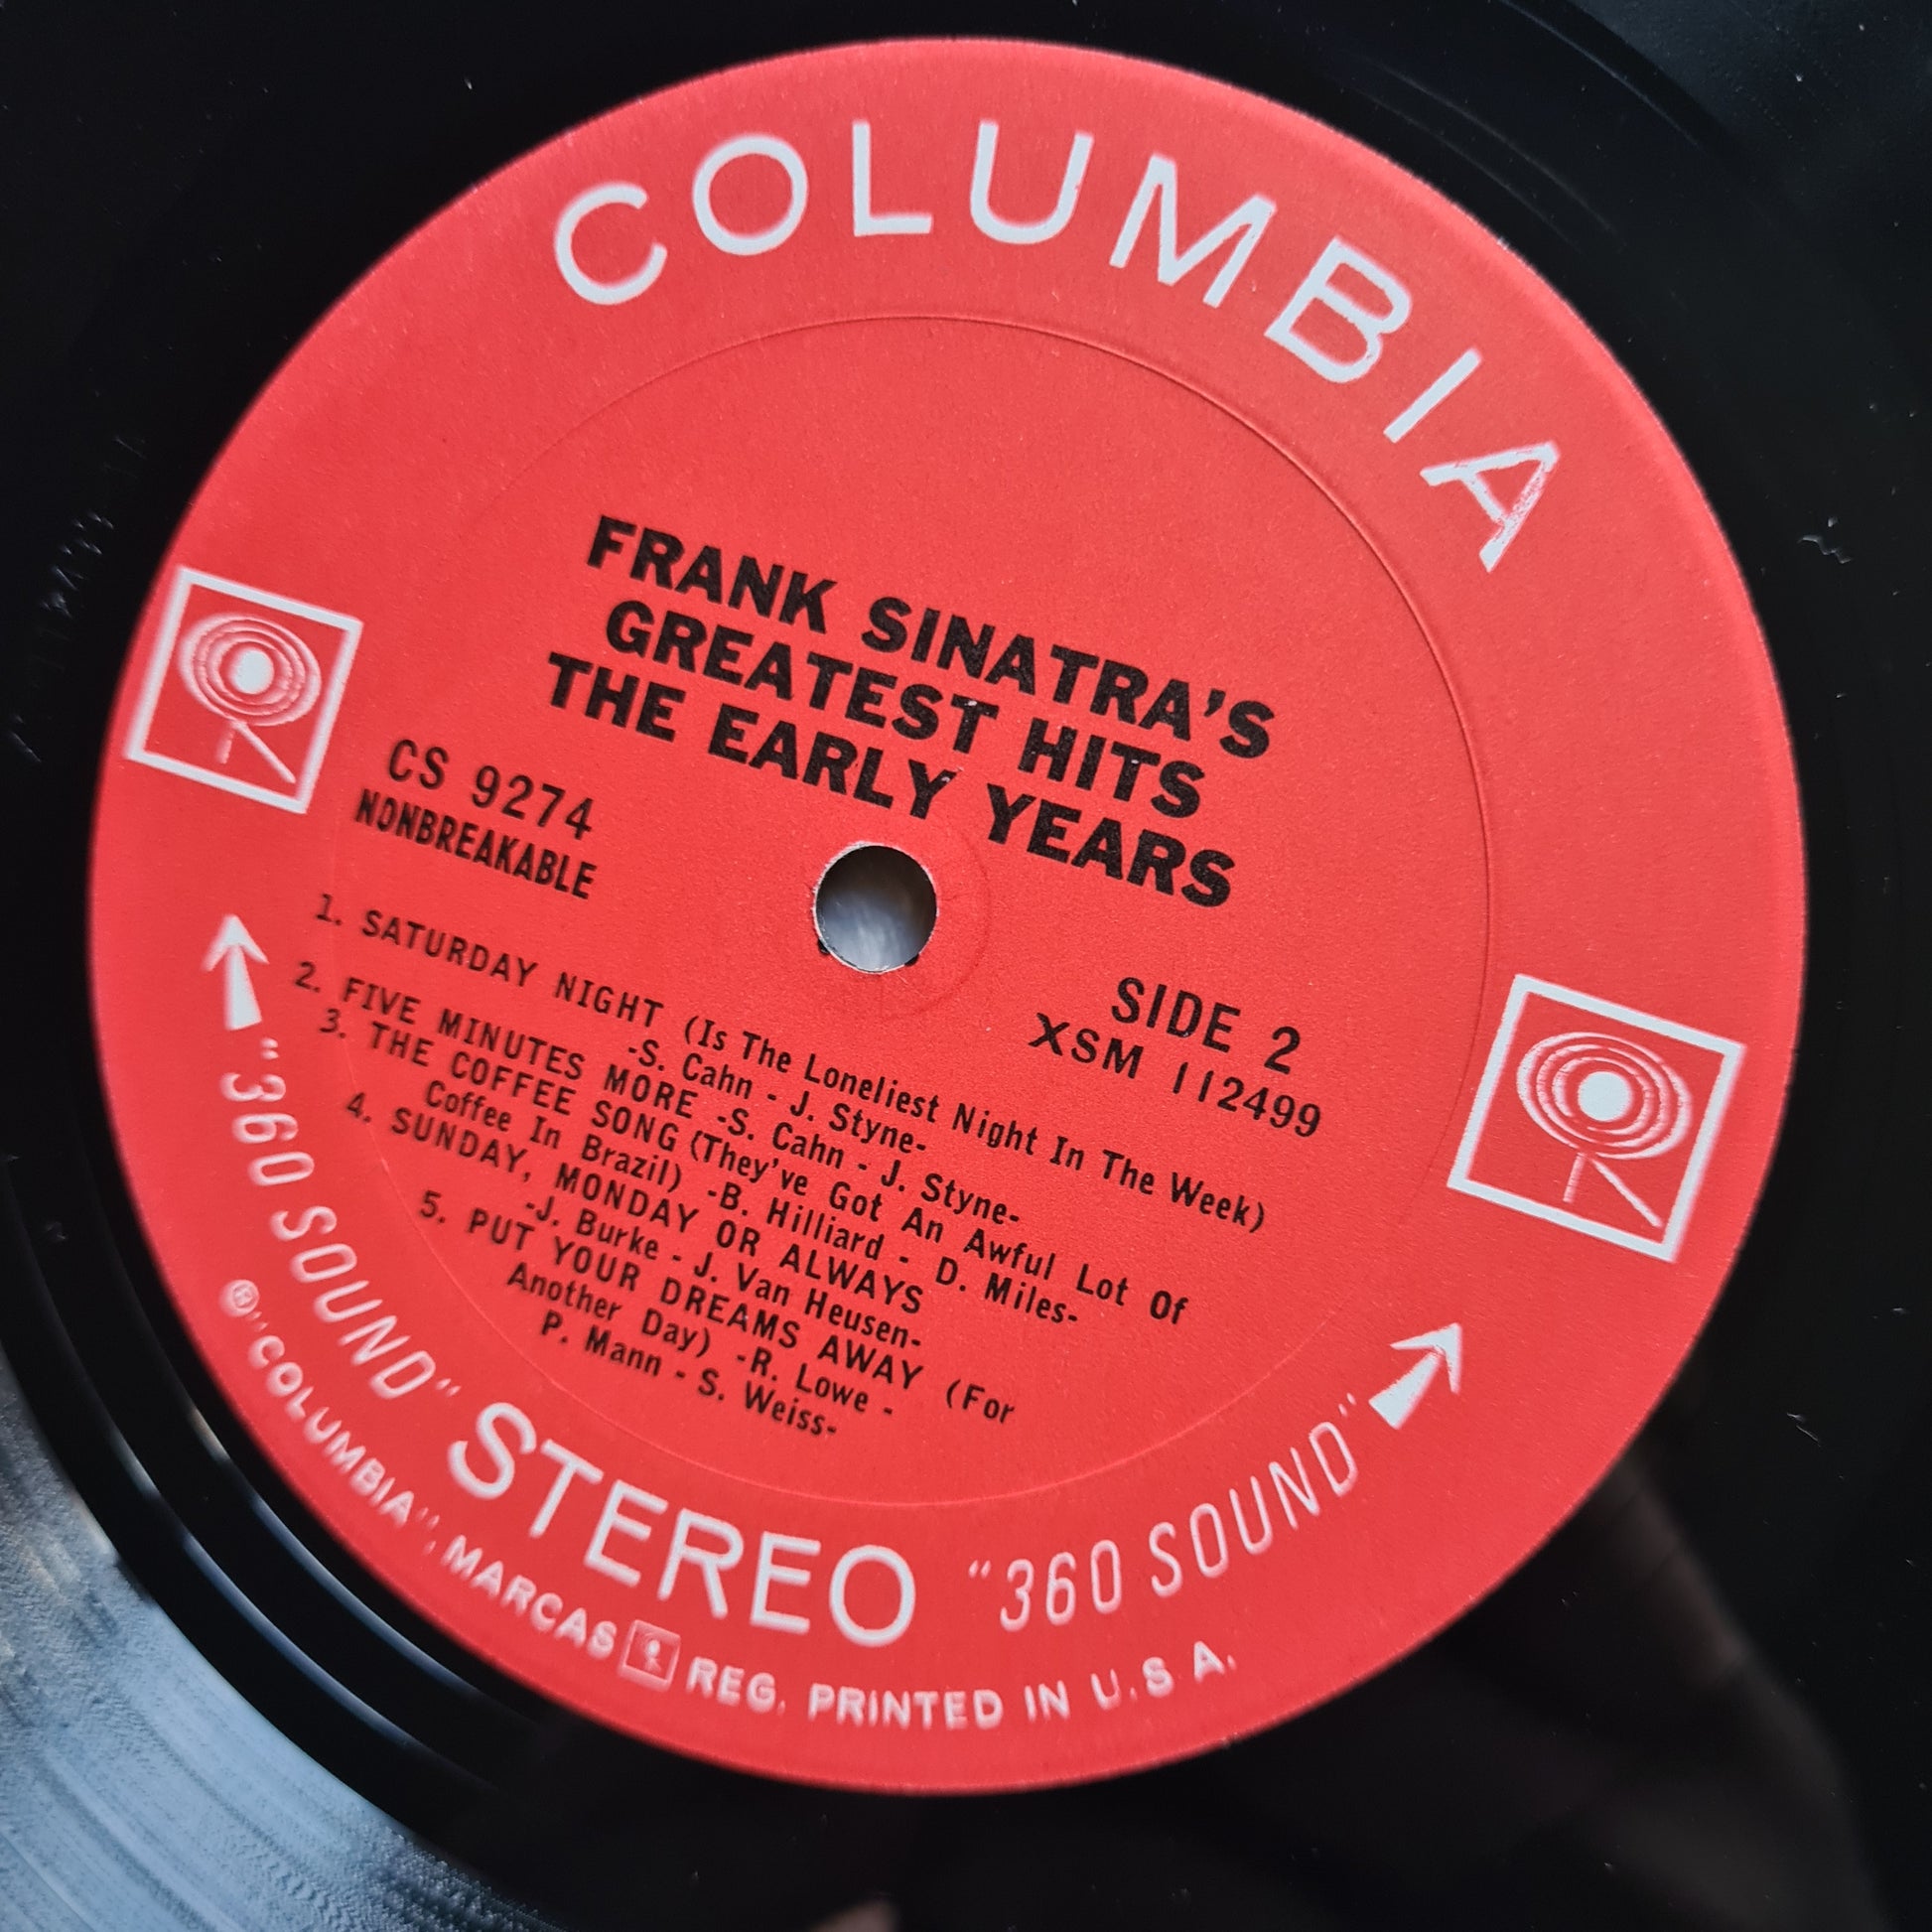 COLUMBIA
FRANK SINATRA'S
GREATEST HITS
THE EARLY YEARS
CS 9274
NONBREAKABLE
SIDE 2
XSM 112499
1. SATURDAY NIGHT (Is The Loneliest Night In The Week)
-S. Cahn - J. Styne-
2. FIVE MINUTES MORE -S. Cahn - J. Styne-
3. THE COFFEE SONG (They've Got An Awful Lot Of
Coffee In Brazil) -B. Hilliard - D. Miles-
4. SUNDAY, MONDAY OR ALWAYS
-J. Burke - J. Van Heusen-
5. PUT YOUR DREAMS AWAY (For
Another Day) -R. Lowe -
P. Mann - S. Weiss-
"360 SOUND" STEREO "360 SOUND"
®"COLUMBIA", MARCAS REG. PRINTED IN U.S.A.